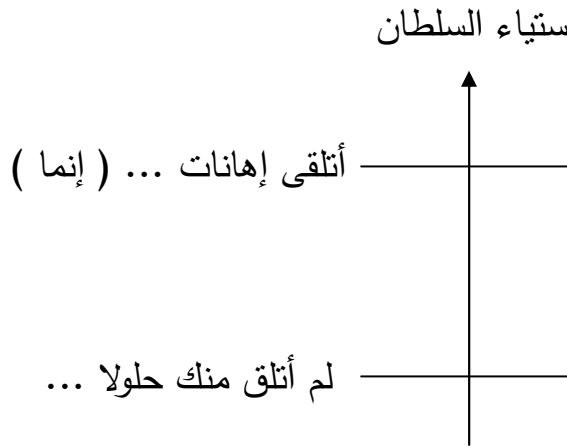 ستياء السلطان
أتلقى إهانات ... ( إنما )
لم أتلق منك حلولا ...